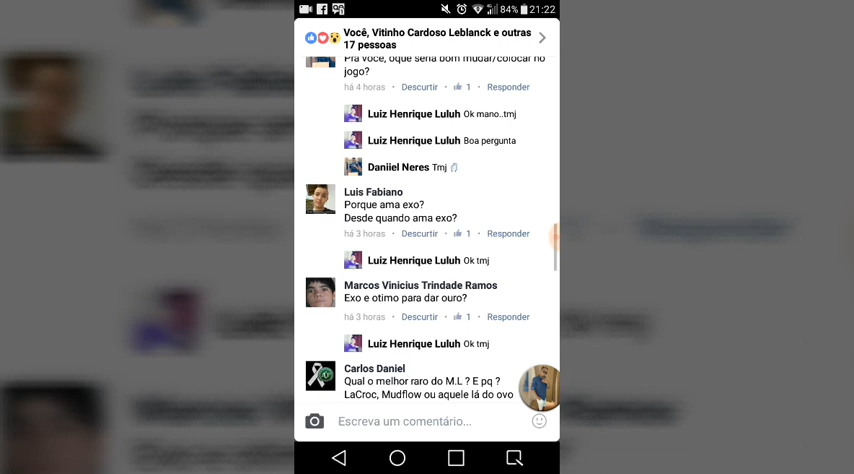 84% 21:22
Você, Vitinho Cardoso Leblanck e outras
17 pessoas
Pra você, oque seria bom mudar/colocar no
jogo?
há 4 horas • Descurtir • 1 • Responder
Luiz Henrique Luluh Ok mano..tmj
Luiz Henrique Luluh Boa pergunta
Daniiel Neres Tmj
Luis Fabiano
Porque ama exo?
Desde quando ama exo?
há 3 horas • Descurtir • 1 • Responder
Luiz Henrique Luluh Ok tmj
Marcos Vinicius Trindade Ramos
Exo e otimo para dar ouro?
há 3 horas • Descurtir • 1 • Responder
Luiz Henrique Luluh Ok tmj
Carlos Daniel
Qual o melhor raro do M.L ? E pq ?
LaCroc, Mudflow ou aquele lá do ovo
Escreva um comentário...